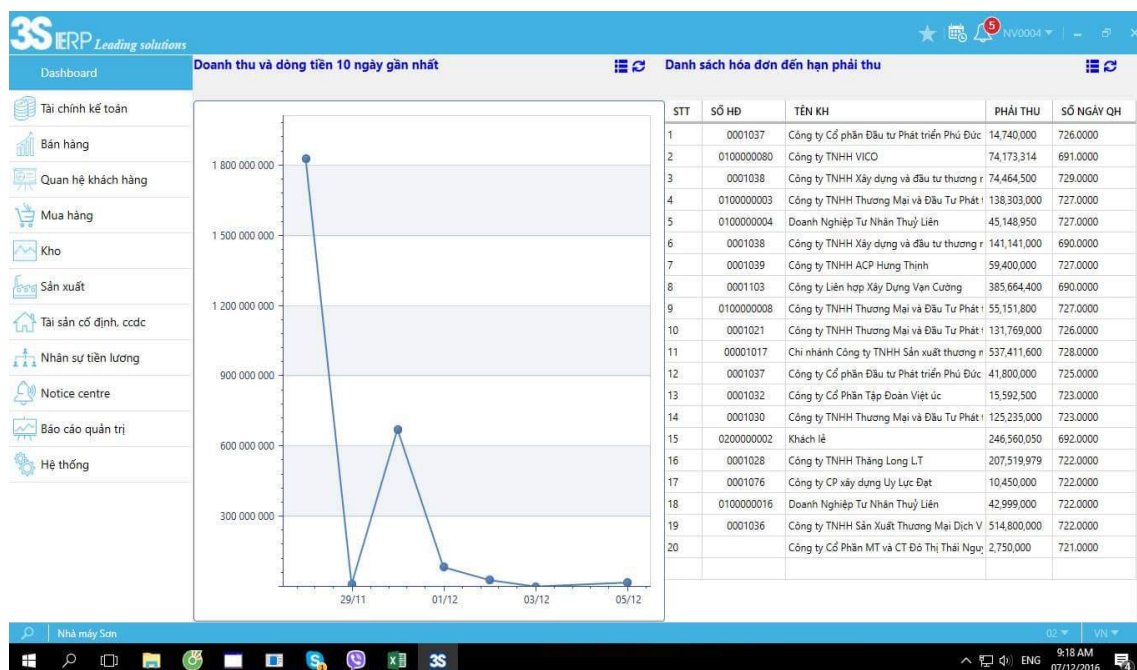 3S iERP Leading solutions
5
NV0004
Dashboard
Tài chính kế toán
Bán hàng
Quan hệ khách hàng
Mua hàng
Kho
Sản xuất
Tài sản cố định, ccdc
Nhân sự tiền lương
Notice centre
Báo cáo quản trị
Hệ thống
Doanh thu và dòng tiền 10 ngày gần nhất
1 800 000 000
1 500 000 000
1 200 000 000
900 000 000
600 000 000
300 000 000
29/11 01/12 03/12 05/12
Danh sách hóa đơn đến hạn phải thu
STT SỐ HĐ TÊN KH PHẢI THU SỐ NGÀY QH
1 0001037 Công ty Cổ phần Đầu tư Phát triển Phú Đức 14,740,000 726.0000
2 0100000080 Công ty TNHH VICO 74,173,314 691.0000
3 0001038 Công ty TNHH Xây dựng và đầu tư thương 74,464,500 729.0000
4 0100000003 Công ty TNHH Thương Mại và Đầu Tư Phát 138,303,000 727.0000
5 0100000004 Doanh Nghiệp Tư Nhân Thuỷ Liên 45,148,950 727.0000
6 0001038 Công ty TNHH Xây dựng và đầu tư thương 141,141,000 690.0000
7 0001039 Công ty TNHH ACP Hưng Thịnh 59,400,000 727.0000
8 0001103 Công ty Liên hợp Xây Dựng Vạn Cường 385,664,400 690.0000
9 0100000008 Công ty TNHH Thương Mại và Đầu Tư Phát 55,151,800 727.0000
10 0001021 Công ty TNHH Thương Mại và Đầu Tư Phát 131,769,000 726.0000
11 00001017 Chi nhánh Công ty TNHH Sản xuất thương 537,411,600 728.0000
12 0001037 Công ty Cổ phần Đầu tư Phát triển Phú Đức 41,800,000 725.0000
13 0001032 Công ty Cổ Phần Tập Đoàn Việt úc 15,592,500 723.0000
14 0001030 Công ty TNHH Thương Mại và Đầu Tư Phát 125,235,000 723.0000
15 0200000002 Khách lẻ 246,560,050 692.0000
16 0001028 Công ty TNHH Thăng Long L.T 207,519,979 722.0000
17 0001076 Công ty CP xây dựng Uy Lực Đạt 10,450,000 722.0000
18 0100000016 Doanh Nghiệp Tư Nhân Thuỷ Liên 42,999,000 722.0000
19 0001036 Công ty TNHH Sản Xuất Thương Mại Dịch V 514,800,000 722.0000
20 Công ty Cổ Phần MT và CT Đô Thị Thái Nguy 2,750,000 721.0000
Nhà máy Sơn
02 VN
3S
ENG
9:18 AM
07/12/2016
4